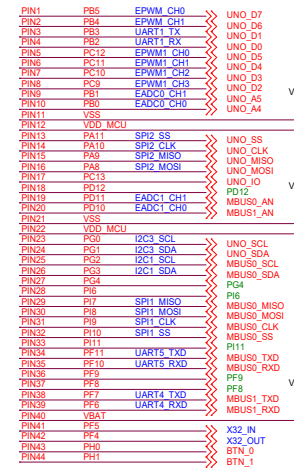 PIN1 PB5 EPWM_CH0 UNO_D7
PIN2 PB4 EPWM_CH1 UNO_D6
PIN3 PB3 UART1_TX UNO_D1
PIN4 PB2 UART1_RX UNO_D0
PIN5 PC12 EPWM1_CH0 UNO_D5
PIN6 PC11 EPWM1_CH1 UNO_D4
PIN7 PC10 EPWM1_CH2 UNO_D3
PIN8 PC9 EPWM1_CH3 UNO_D2
PIN9 PB1 EADC0_CH1 UNO_A5 V
PIN10 PB0 EADC0_CH0 UNO_A4
PIN11 VSS
PIN12 VDD_MCU
PIN13 PA11 SPI2_SS UNO_SS
PIN14 PA10 SPI2_CLK UNO_CLK
PIN15 PA9 SPI2_MISO UNO_MISO
PIN16 PA8 SPI2_MOSI UNO_MOSI
PIN17 PC13 UNO_IO
PIN18 PD12 PD12 V
PIN19 PD11 EADC1_CH1 MBUS0_AN
PIN20 PD10 EADC1_CH0 MBUS1_AN
PIN21 VSS
PIN22 VDD_MCU
PIN23 PG0 I2C3_SCL UNO_SCL
PIN24 PG1 I2C3_SDA UNO_SDA
PIN25 PG2 I2C1_SCL MBUS0_SCL
PIN26 PG3 I2C1_SDA MBUS0_SDA
PIN27 PG4 PG4
PIN28 PI6 PI6
PIN29 PI7 SPI1_MISO MBUS0_MISO
PIN30 PI8 SPI1_MOSI MBUS0_MOSI
PIN31 PI9 SPI1_CLK MBUS0_CLK
PIN32 PI10 SPI1_SS MBUS0_SS
PIN33 PI11 PI11
PIN34 PF11 UART5_TXD MBUS0_TXD
PIN35 PF10 UART5_RXD MBUS0_RXD
PIN36 PF9 PF9
PIN37 PF8 PF8 V
PIN38 PF7 UART4_TXD MBUS1_TXD
PIN39 PF6 UART4_RXD MBUS1_RXD
PIN40 VBAT
PIN41 PF5 X32_IN
PIN42 PF4 X32_OUT
PIN43 PH0 BTN_0
PIN44 PH1 BTN_1